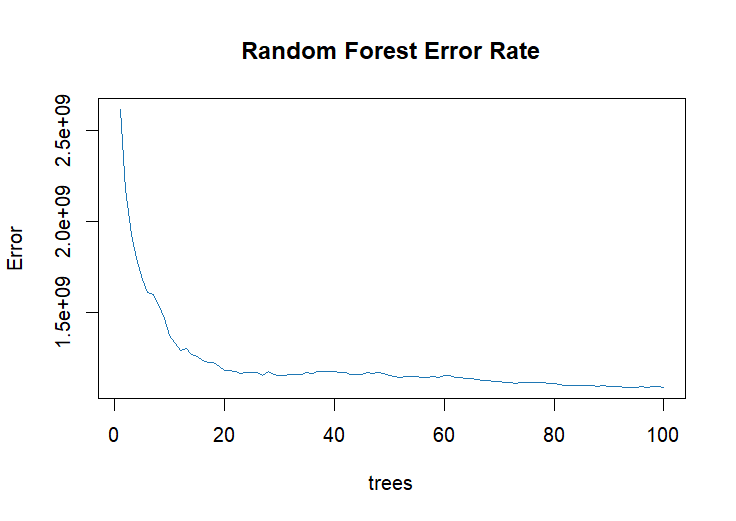 Random Forest Error Rate
Error
2.5e+09
2.0e+09
1.5e+09
0 20 40 60 80 100
trees